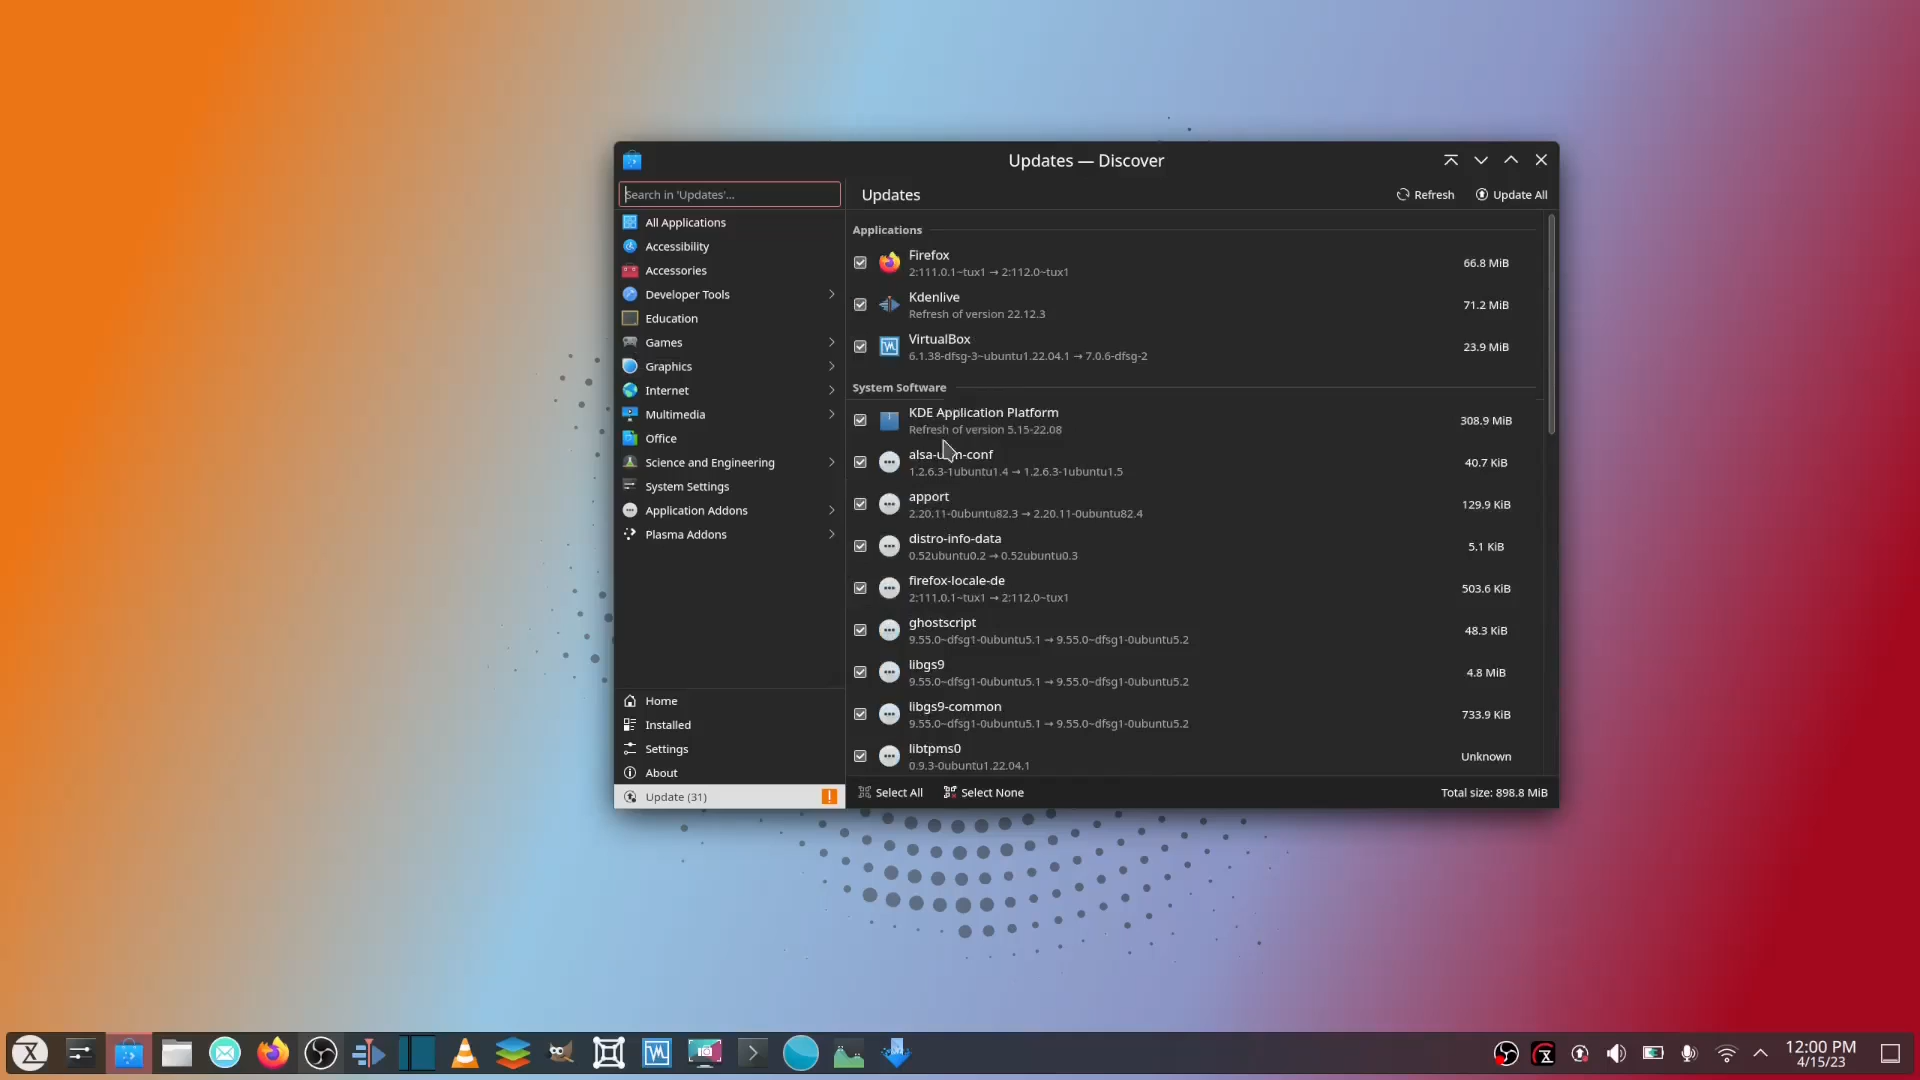 Updates — Discover
Search in 'Updates'...
All Applications
Accessibility
Accessories
Developer Tools
Education
Games
Graphics
Internet
Multimedia
Office
Science and Engineering
System Settings
Application Addons
Plasma Addons
Home
Installed
Settings
About
Update (31)
Updates
Refresh
Update All
Applications
Firefox
2:111.0.1~tux1 → 2:112.0~tux1
66.8 MiB
Kdenlive
Refresh of version 22.12.3
71.2 MiB
VirtualBox
6.1.38-dfsg-3~ubuntu1.22.04.1 → 7.0.6-dfsg-2
23.9 MiB
System Software
KDE Application Platform
Refresh of version 5.15-22.08
308.9 MiB
1.2.6.3-1ubuntu1.4 → 1.2.6.3-1ubuntu1.5
40.7 KiB
apport
2.20.11-0ubuntu82.3 → 2.20.11-0ubuntu82.4
129.9 KiB
distro-info-data
0.52ubuntu0.2 → 0.52ubuntu0.3
5.1 KiB
firefox-locale-de
2:111.0.1~tux1 → 2:112.0~tux1
503.6 KiB
ghostscript
9.55.0~dfsg1-0ubuntu5.1 → 9.55.0~dfsg1-0ubuntu5.2
48.3 KiB
libgs9
9.55.0~dfsg1-0ubuntu5.1 → 9.55.0~dfsg1-0ubuntu5.2
4.8 MiB
libgs9-common
9.55.0~dfsg1-0ubuntu5.1 → 9.55.0~dfsg1-0ubuntu5.2
733.9 KiB
libtpms0
0.9.3-0ubuntu1.22.04.1
Unknown
Select All
Select None
Total size: 898.8 MiB
12:00 PM
4/15/23